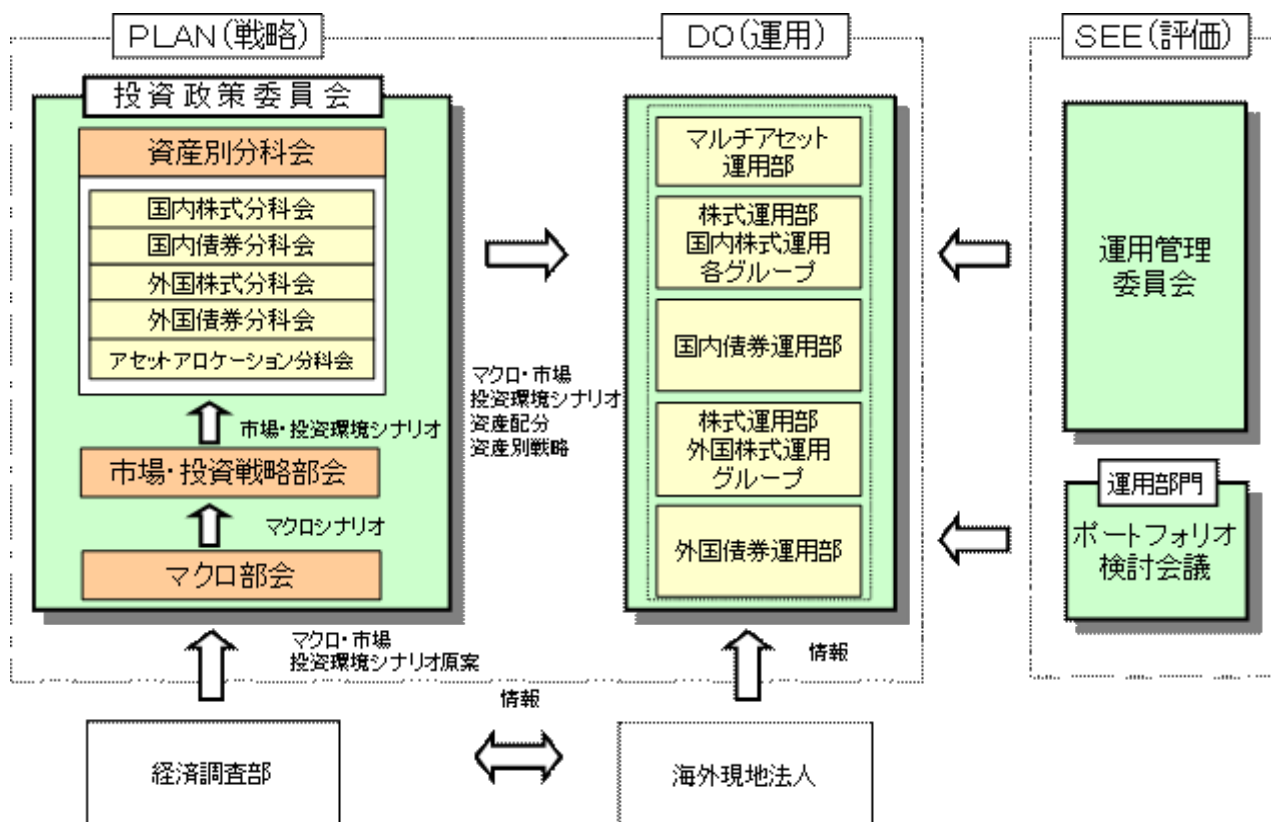 PLAN(戦略)
投資政策委員会
資産別分科会
国内株式分科会
国内債券分科会
外国株式分科会
外国債券分科会
アセットアロケーション分科会
市場・投資環境シナリオ
市場・投資戦略部会
マクロシナリオ
マクロ部会
マクロ・市場
投資環境シナリオ原案
経済調査部
マクロ・市場
投資環境シナリオ
資産配分
資産別戦略
情報
DO(運用)
マルチアセット
運用部
株式運用部
国内株式運用
各グループ
国内債券運用部
株式運用部
外国株式運用
グループ
外国債券運用部
情報
海外現地法人
SEE(評価)
運用管理
委員会
運用部門
ポートフォリオ
検討会議